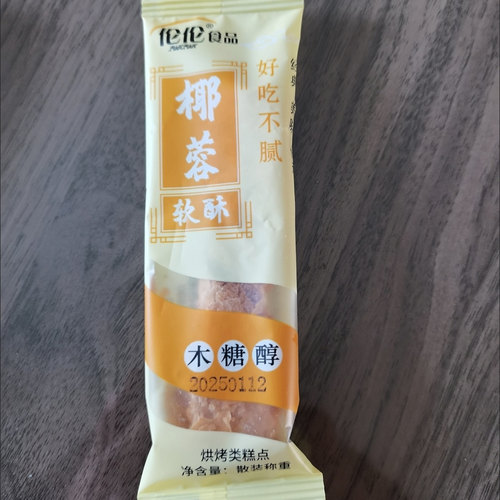 伦伦®食品
好吃不腻
椰蓉
软酥
木糖醇
20250112
烘烤类糕点
净含量：散装称重